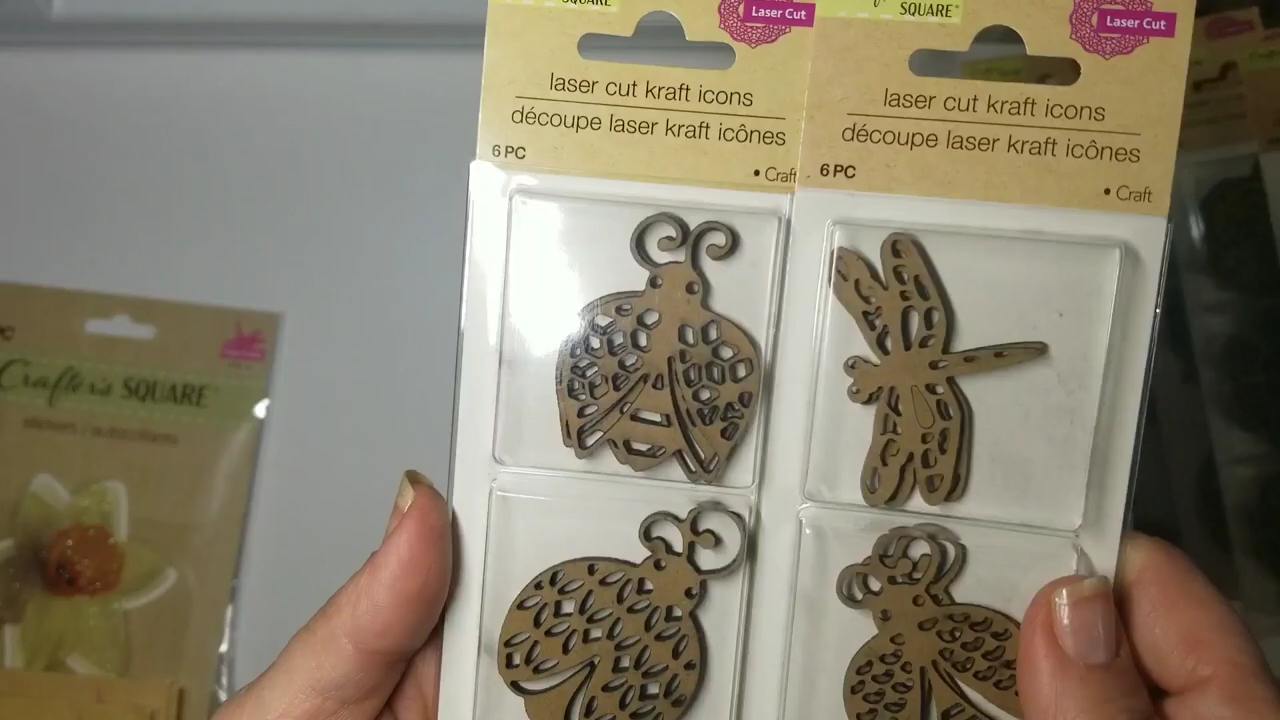 SQUARE
Laser Cut
laser cut kraft icons
découpe laser kraft icônes
6 PC
• Craft
SQUARE®
Laser Cut
laser cut kraft icons
découpe laser kraft icônes
6 PC
• Craft
Crafter's SQUARE®